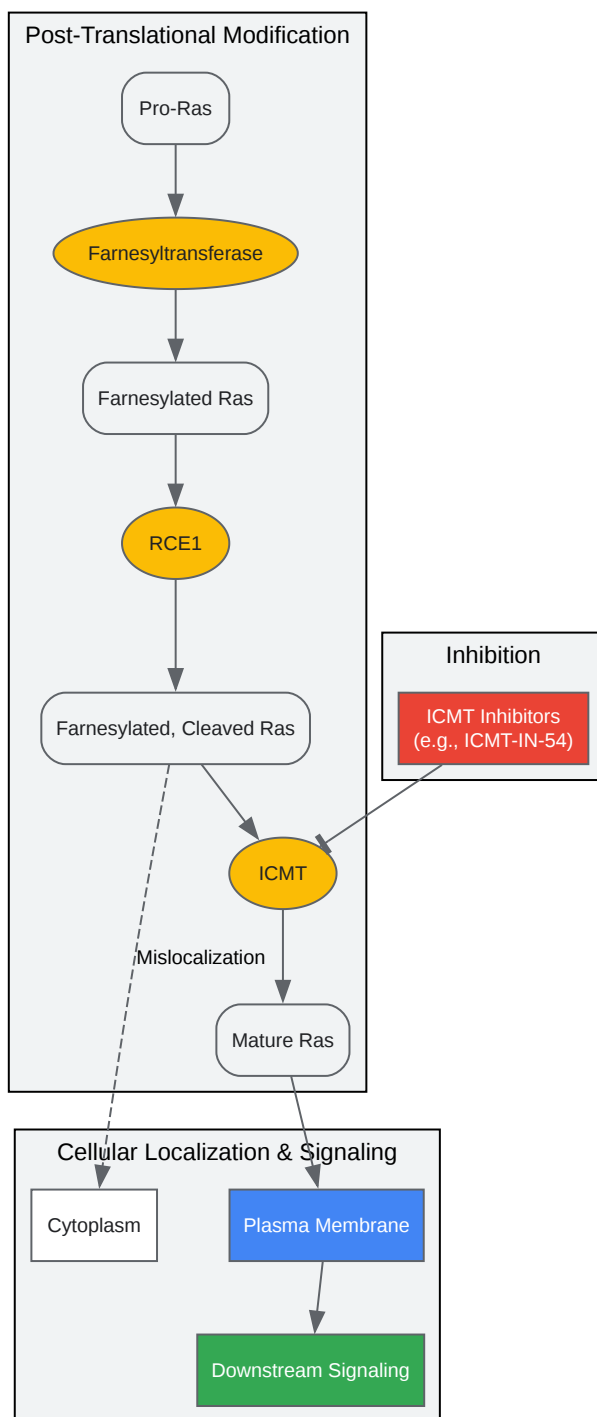 Post-Translational Modification
Pro-Ras
Farnesyltransferase
Farnesylated Ras
RCE1
Inhibition
Farnesylated, Cleaved Ras
ICMT Inhibitors
(e.g., ICMT-IN-54)
ICMT
Mislocalization
Mature Ras
Cellular Localization & Signaling
Cytoplasm
Plasma Membrane
Downstream Signaling